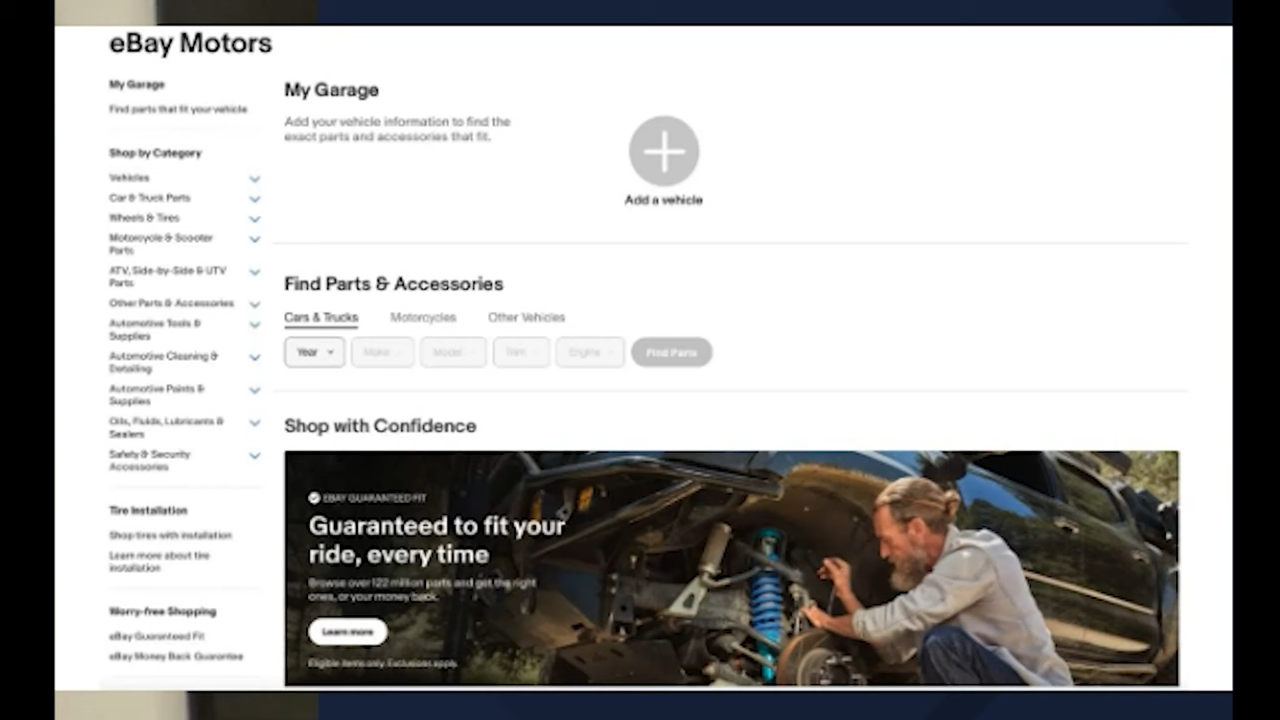 eBay Motors
My Garage
Find parts that fit your vehicle
Shop by Category
Vehicles
Car & Truck Parts
Wheels & Tires
Motorcycle & Scooter
Parts
ATV, Side-by-Side & UTV
Parts
Other Parts & Accessories
Automotive Tools &
Supplies
Automotive Cleaning &
Detailing
Automotive Paints &
Supplies
Oils, Fluids, Lubricants &
Sealers
Safety & Security
Accessories
Tire Installation
Shop tires with installation
Learn more about tire
installation
Worry-free Shopping
eBay Guaranteed Fit
eBay Money Back Guarantee
My Garage
Add your vehicle information to find the
exact parts and accessories that fit.
Add a vehicle
Find Parts & Accessories
Cars & Trucks Motorcycles Other Vehicles
Year Make Model Trim Engine Find Parts
Shop with Confidence
EBAY GUARANTEED FIT
Guaranteed to fit your
ride, every time
Browse over 122 million parts and get the right
ones, or your money back.
Learn more
Eligible items only. Exclusions apply.